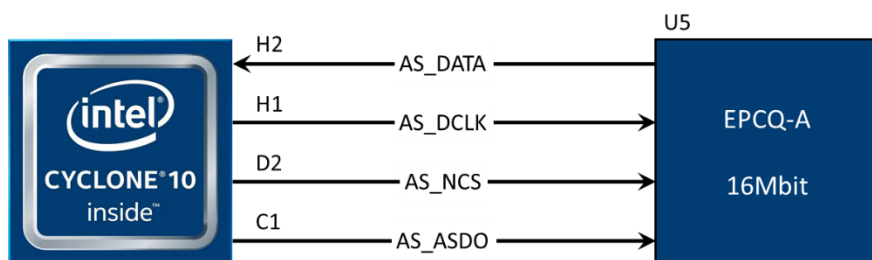 U5
H2
AS_DATA
H1
AS_DCLK
EPCQ-A
D2
AS_NCS
16Mbit
C1
AS_ASDO
intel®
CYCLONE® 10
inside™